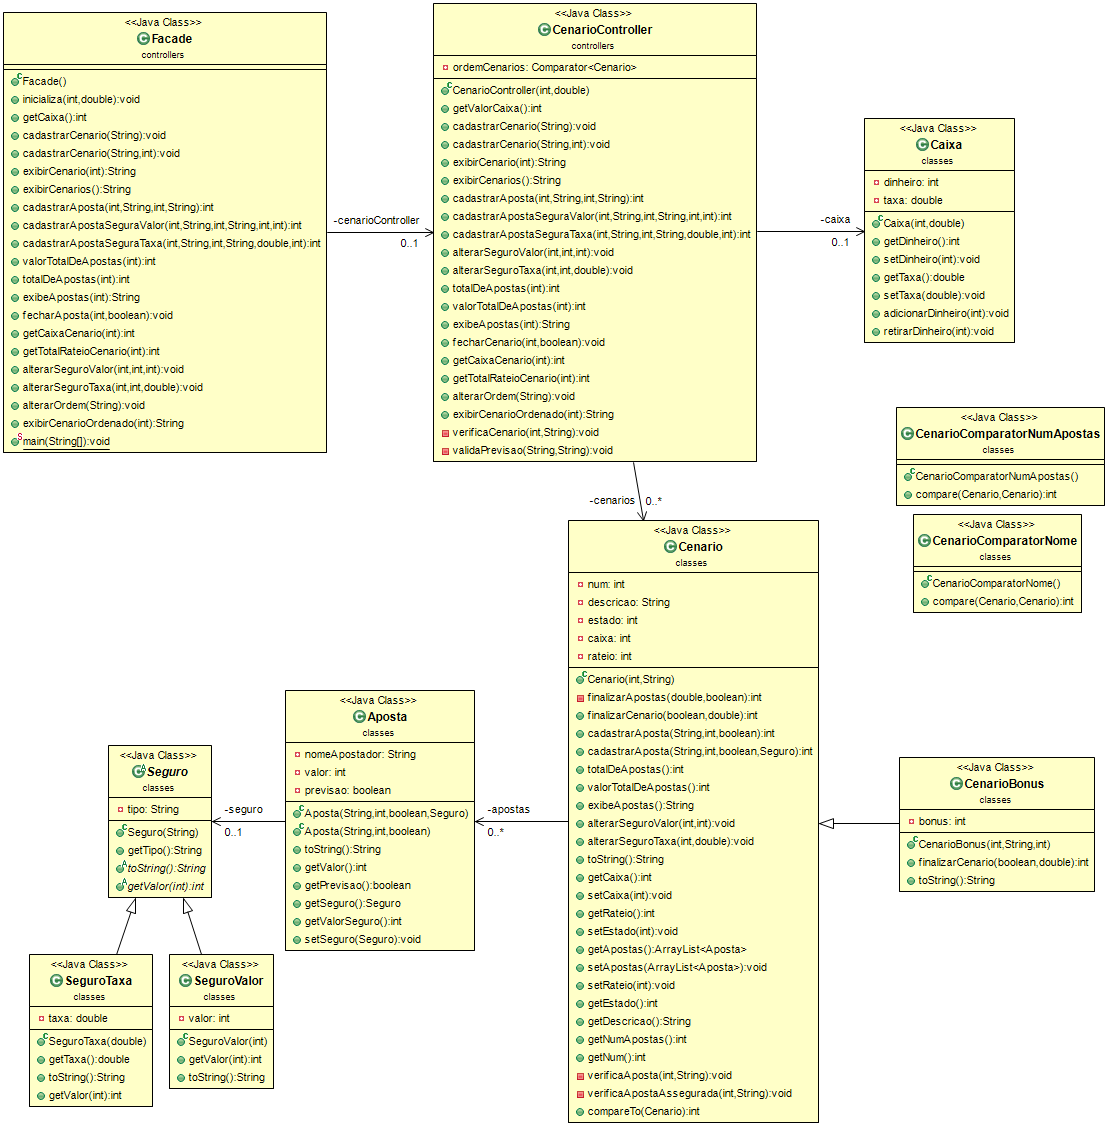 <<Java Class>>
Facade
controllers
Facade()
inicializa(int,double):void
getCaixa():int
cadastrarCenario(String):void
cadastrarCenario(String,int):void
exibirCenario(int):String
exibirCenarios():String
cadastrarAposta(int,String,int,String):int
cadastrarApostaSeguraValor(int,String,int,String,int,int):int
cadastrarApostaSeguraTaxa(int,String,int,String,double,int):int
valorTotalDeApostas(int):int
totalDeApostas(int):int
exibeApostas(int):String
fecharAposta(int,boolean):void
getCaixaCenario(int):int
getTotalRateioCenario(int):int
alterarSeguroValor(int,int,int):void
alterarSeguroTaxa(int,int,double):void
alterarOrdem(String):void
exibirCenarioOrdenado(int):String
main(String[]):void
-cenarioController
0..1
<<Java Class>>
CenarioController
controllers
ordemCenarios: Comparator<Cenario>
CenarioController(int,double)
getValorCaixa():int
cadastrarCenario(String):void
cadastrarCenario(String,int):void
exibirCenario(int):String
exibirCenarios():String
cadastrarAposta(int,String,int,String):int
cadastrarApostaSeguraValor(int,String,int,String,int,int):int
cadastrarApostaSeguraTaxa(int,String,int,String,double,int):int
alterarSeguroValor(int,int,int):void
alterarSeguroTaxa(int,int,double):void
totalDeApostas(int):int
valorTotalDeApostas(int):int
exibeApostas(int):String
fecharCenario(int,boolean):void
getCaixaCenario(int):int
getTotalRateioCenario(int):int
alterarOrdem(String):void
exibirCenarioOrdenado(int):String
verificaCenario(int,String):void
validaPrevisao(String,String):void
-caixa
0..1
<<Java Class>>
Caixa
classes
dinheiro: int
taxa: double
Caixa(int,double)
getDinheiro():int
setDinheiro(int):void
getTaxa():double
setTaxa(double):void
adicionarDinheiro(int):void
retirarDinheiro(int):void
<<Java Class>>
CenarioComparatorNumApostas
classes
CenarioComparatorNumApostas()
compare(Cenario,Cenario):int
<<Java Class>>
CenarioComparatorNome
classes
CenarioComparatorNome()
compare(Cenario,Cenario):int
-cenarios
0..*
<<Java Class>>
Cenario
classes
num: int
descricao: String
estado: int
caixa: int
rateio: int
Cenario(int,String)
finalizarApostas(double,boolean):int
finalizarCenario(boolean,double):int
cadastrarAposta(String,int,boolean):int
cadastrarAposta(String,int,boolean,Seguro):int
totalDeApostas():int
valorTotalDeApostas():int
exibeApostas():String
alterarSeguroValor(int,int):void
alterarSeguroTaxa(int,double):void
toString():String
getCaixa():int
setCaixa(int):void
getRateio():int
setEstado(int):void
getApostas():ArrayList<Aposta>
setApostas(ArrayList<Aposta>):void
setRateio(int):void
getEstado():int
getDescricao():String
getNumApostas():int
getNum():int
verificaAposta(int,String):void
verificaApostaAssegurada(int,String):void
compareTo(Cenario):int
<<Java Class>>
CenarioBonus
classes
bonus: int
CenarioBonus(int,String,int)
finalizarCenario(boolean,double):int
toString():String
-apostas
0..*
<<Java Class>>
Aposta
classes
nomeApostador: String
valor: int
previsao: boolean
Aposta(String,int,boolean,Seguro)
Aposta(String,int,boolean)
toString():String
getValor():int
getPrevisao():boolean
getSeguro():Seguro
getValorSeguro():int
setSeguro(Seguro):void
-seguro
0..1
<<Java Class>>
Seguro
classes
tipo: String
Seguro(String)
getTipo():String
toString():String
getValor(int):int
<<Java Class>>
SeguroTaxa
classes
taxa: double
SeguroTaxa(double)
getTaxa():double
toString():String
getValor(int):int
<<Java Class>>
SeguroValor
classes
valor: int
SeguroValor(int)
getValor(int):int
toString():String